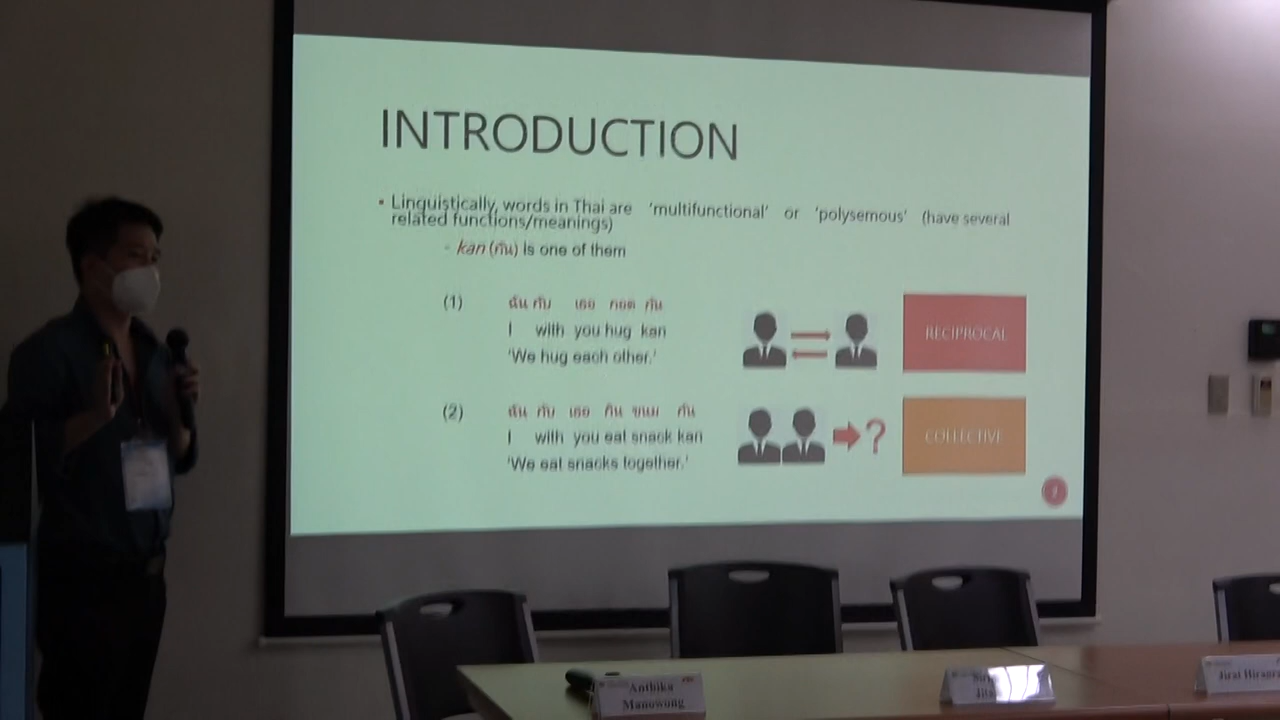 INTRODUCTION
Linguistically, words in Thai are 'multifunctional' or 'polysemous' (have several
related functions/meanings)
- kan (กัน) is one of them
(1) ฉัน กับ เธอ กอด กัน
I with you hug kan
'We hug each other.'
RECIPROCAL
(2) ฉัน กับ เธอ กิน ขนม กัน
I with you eat snack kan
'We eat snacks together.'
?
COLLECTIVE
Anthika
Manowong